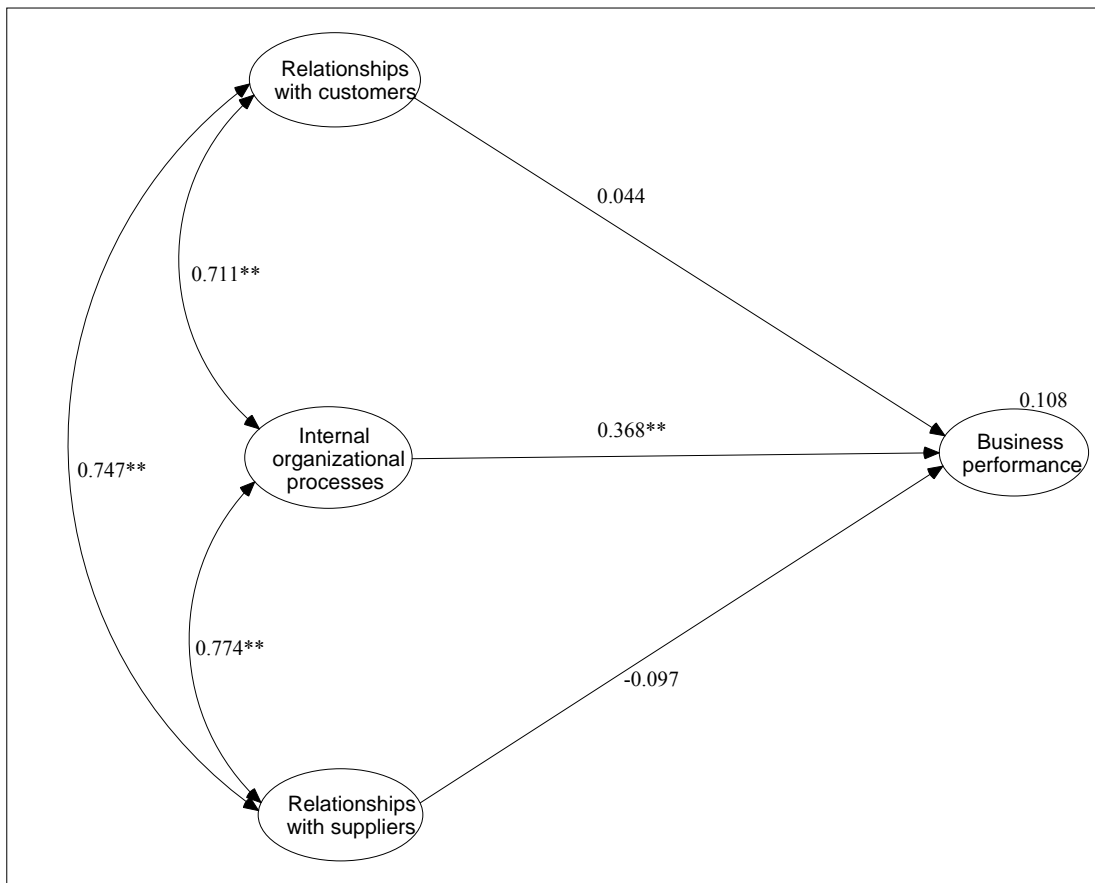 Relationships
with customers
0.044
0.711**
0.108
Internal
organizational
processes
0.368**
Business
performance
0.747**
0.774**
-0.097
Relationships
with suppliers